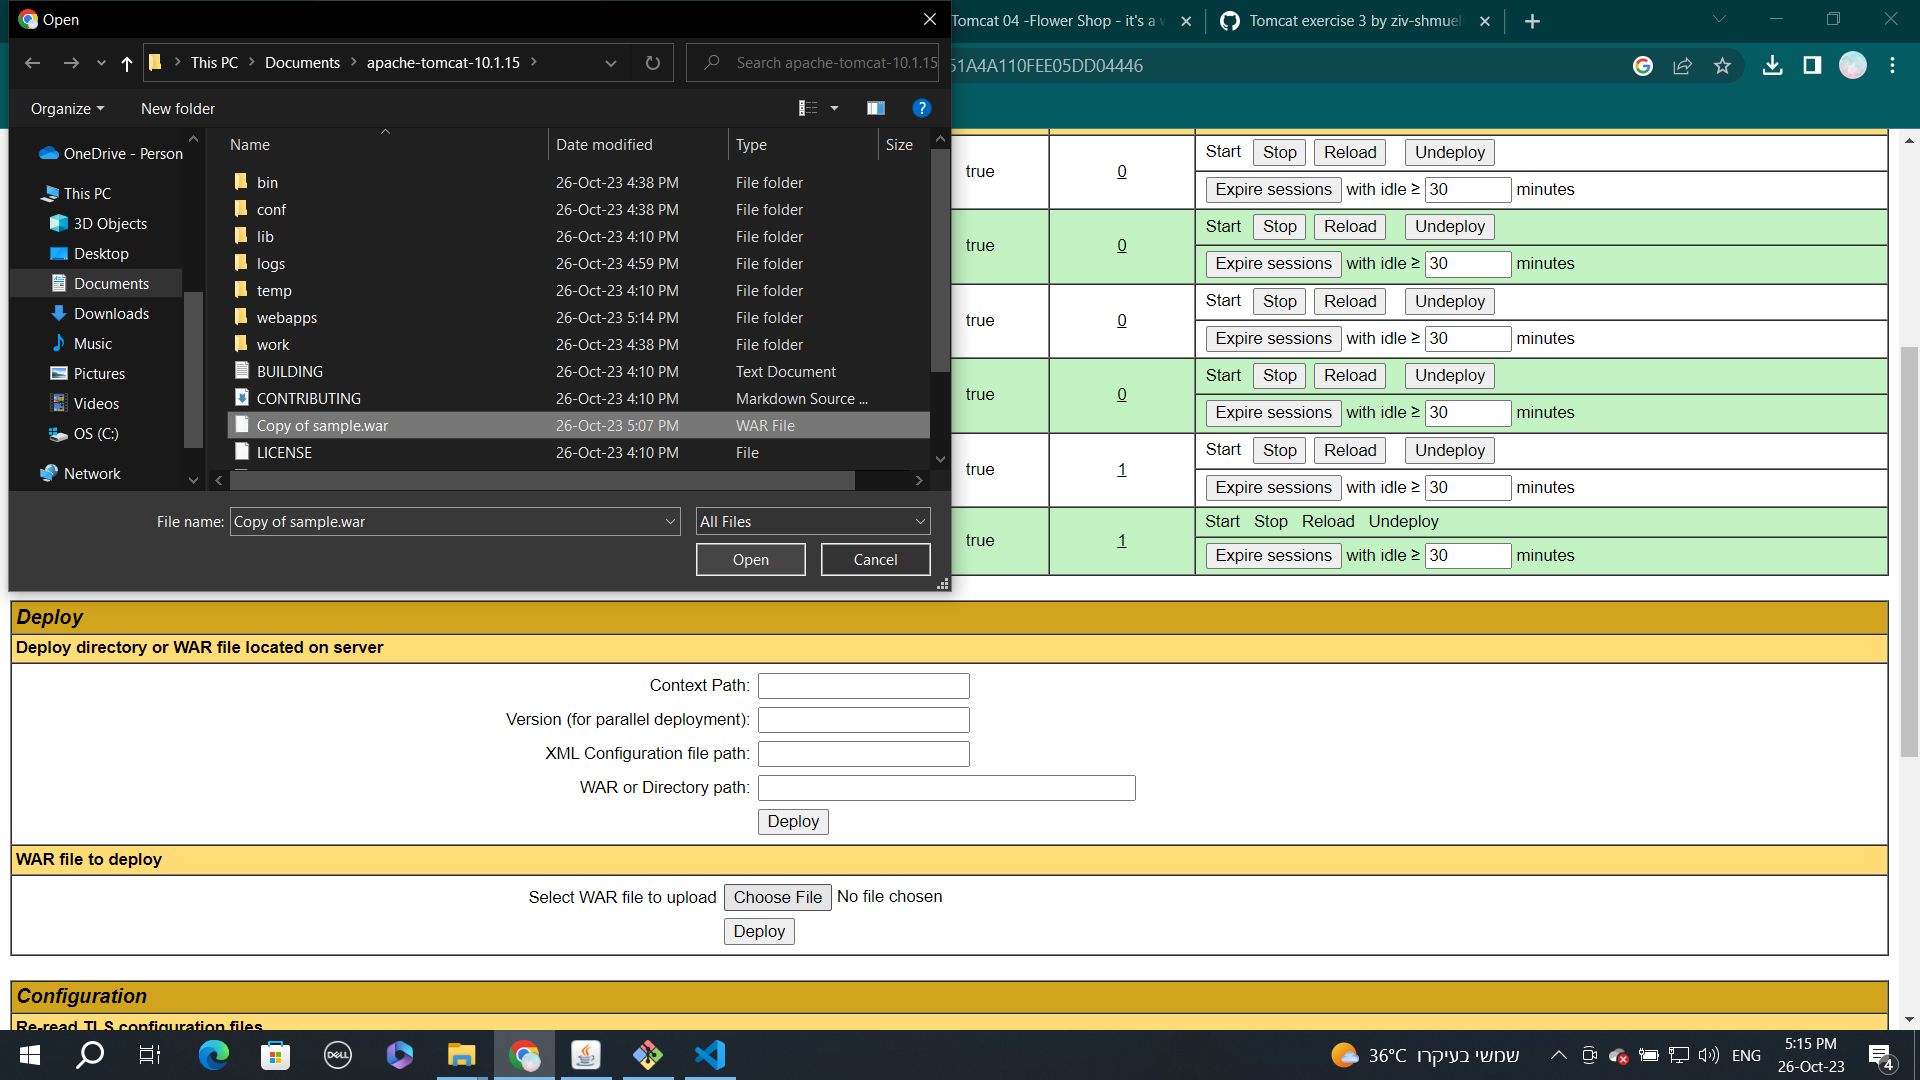 Open
Tomcat 04 -Flower Shop - it's a
Tomcat exercise 3 by ziv-shmuel
This PC > Documents > apache-tomcat-10.1.15 >
Search apache-tomcat-10.1.15
51A4A110FEE05DD04446
Organize
New folder
OneDrive - Person
This PC
3D Objects
Desktop
Documents
Downloads
Music
Pictures
Videos
OS (C:)
Network
Name Date modified Type Size
bin 26-Oct-23 4:38 PM File folder
conf 26-Oct-23 4:38 PM File folder
lib 26-Oct-23 4:10 PM File folder
logs 26-Oct-23 4:59 PM File folder
temp 26-Oct-23 4:10 PM File folder
webapps 26-Oct-23 5:14 PM File folder
work 26-Oct-23 4:38 PM File folder
BUILDING 26-Oct-23 4:10 PM Text Document
CONTRIBUTING 26-Oct-23 4:10 PM Markdown Source ...
Copy of sample.war 26-Oct-23 5:07 PM WAR File
LICENSE 26-Oct-23 4:10 PM File
File name: Copy of sample.war
All Files
Open Cancel
true 0 Start Stop Reload Undeploy
Expire sessions with idle ≥ 30 minutes
true 0 Start Stop Reload Undeploy
Expire sessions with idle ≥ 30 minutes
true 0 Start Stop Reload Undeploy
Expire sessions with idle ≥ 30 minutes
true 0 Start Stop Reload Undeploy
Expire sessions with idle ≥ 30 minutes
true 1 Start Stop Reload Undeploy
Expire sessions with idle ≥ 30 minutes
true 1 Start Stop Reload Undeploy
Expire sessions with idle ≥ 30 minutes
Deploy
Deploy directory or WAR file located on server
Context Path:
Version (for parallel deployment):
XML Configuration file path:
WAR or Directory path:
Deploy
WAR file to deploy
Select WAR file to upload Choose File No file chosen
Deploy
Configuration
Re-read TLS configuration files
DELL
36°C שמשי בעיקרו
ENG
5:15 PM
26-Oct-23
4